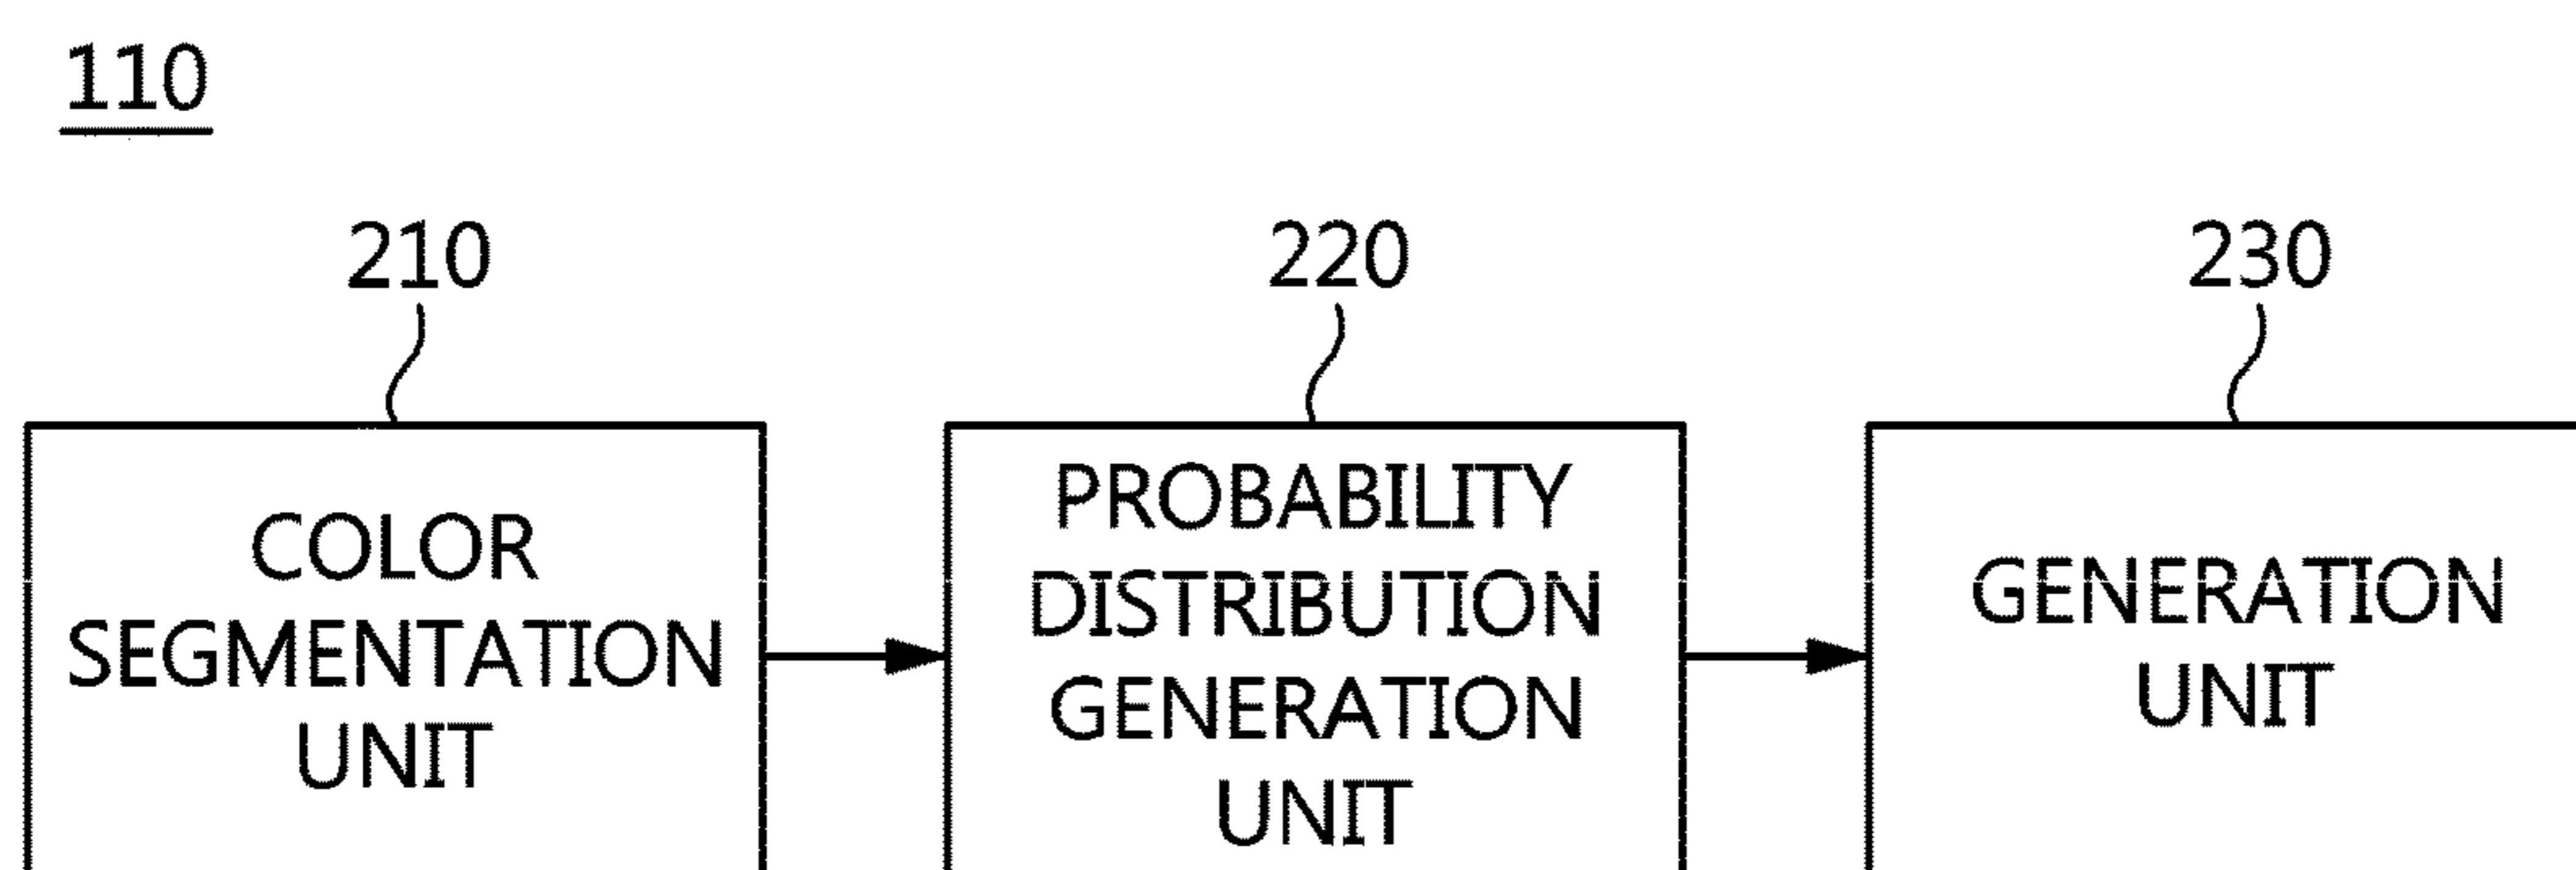 110
210
220
230
COLOR
SEGMENTATION
UNIT
PROBABILITY
DISTRIBUTION
GENERATION
UNIT
GENERATION
UNIT